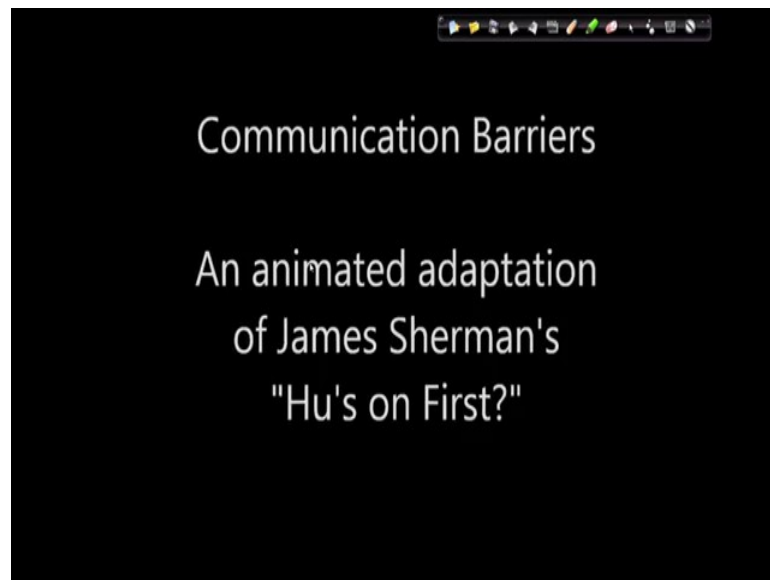 Communication Barriers
An animated adaptation
of James Sherman's
"Hu's on First?"